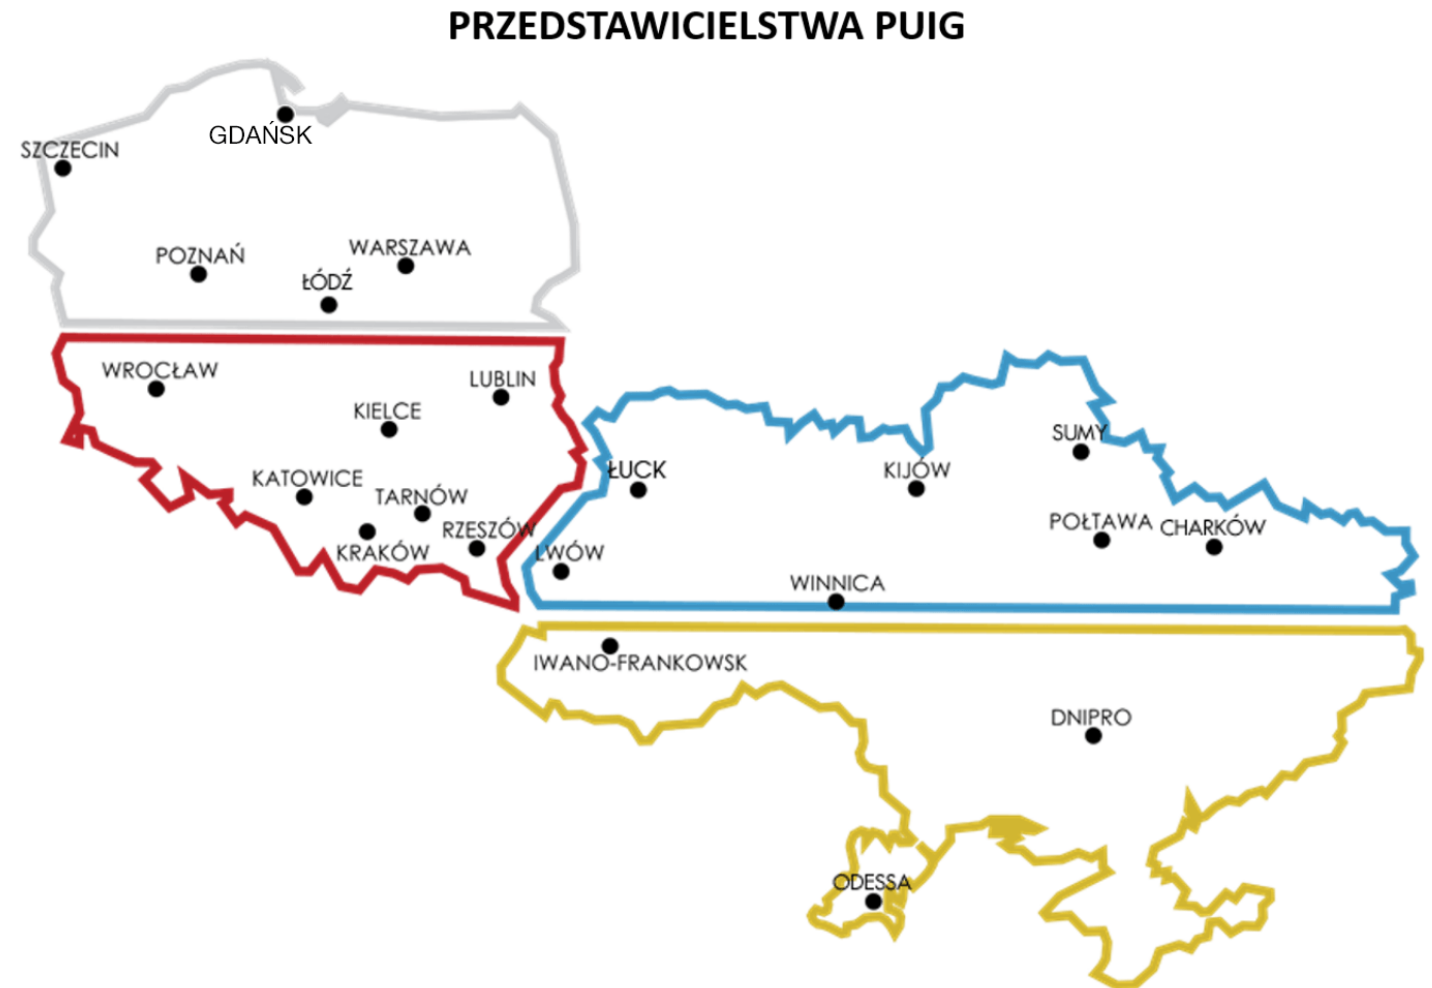 PRZEDSTAWICIELSTWA PUIG
GDAŃSK
SZCZECIN
WARSZAWA
POZNAŃ
ŁÓDŹ
WROCŁAW
LUBLIN
KIELCE
KATOWICE
TARNÓW
RZESZÓW
KRAKÓW
ŁUCK
KIJÓW
SUMY
POŁTAWA
CHARKÓW
LWÓW
WINNICA
IWANO-FRANKOWSK
DNIPRO
ODESSA